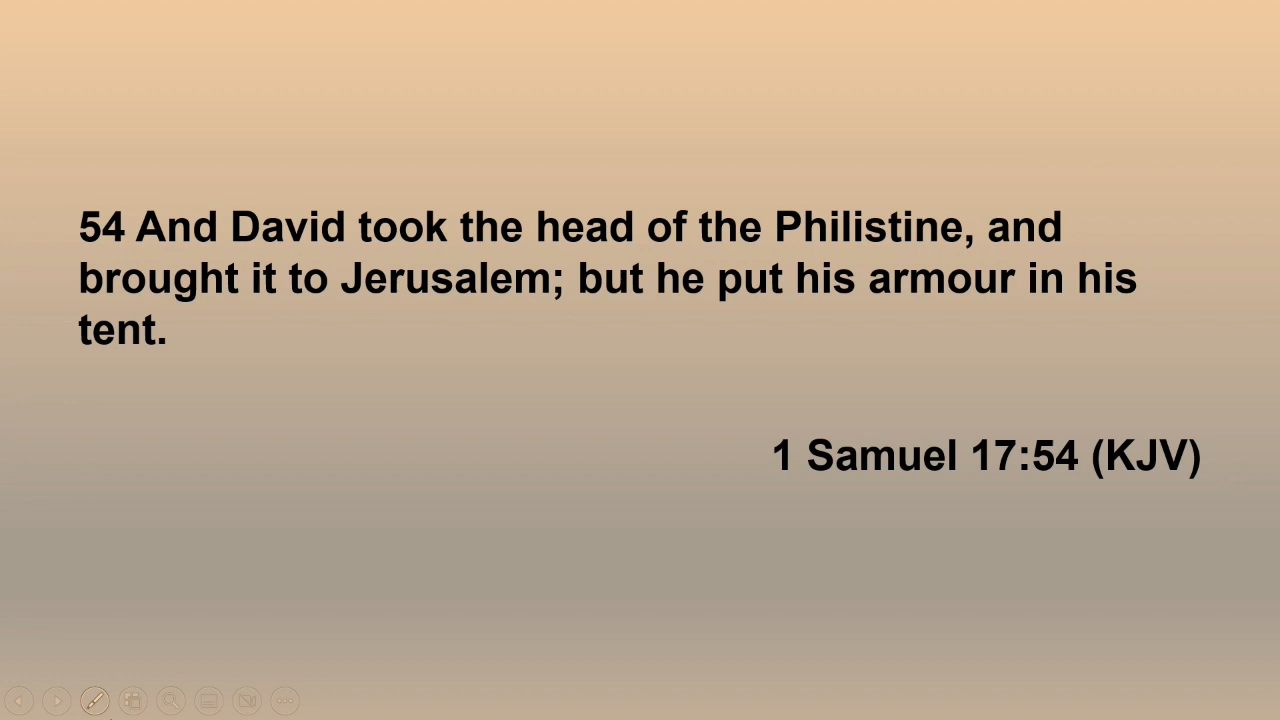 54 And David took the head of the Philistine, and
brought it to Jerusalem; but he put his armour in his
tent.
1 Samuel 17:54 (KJV)